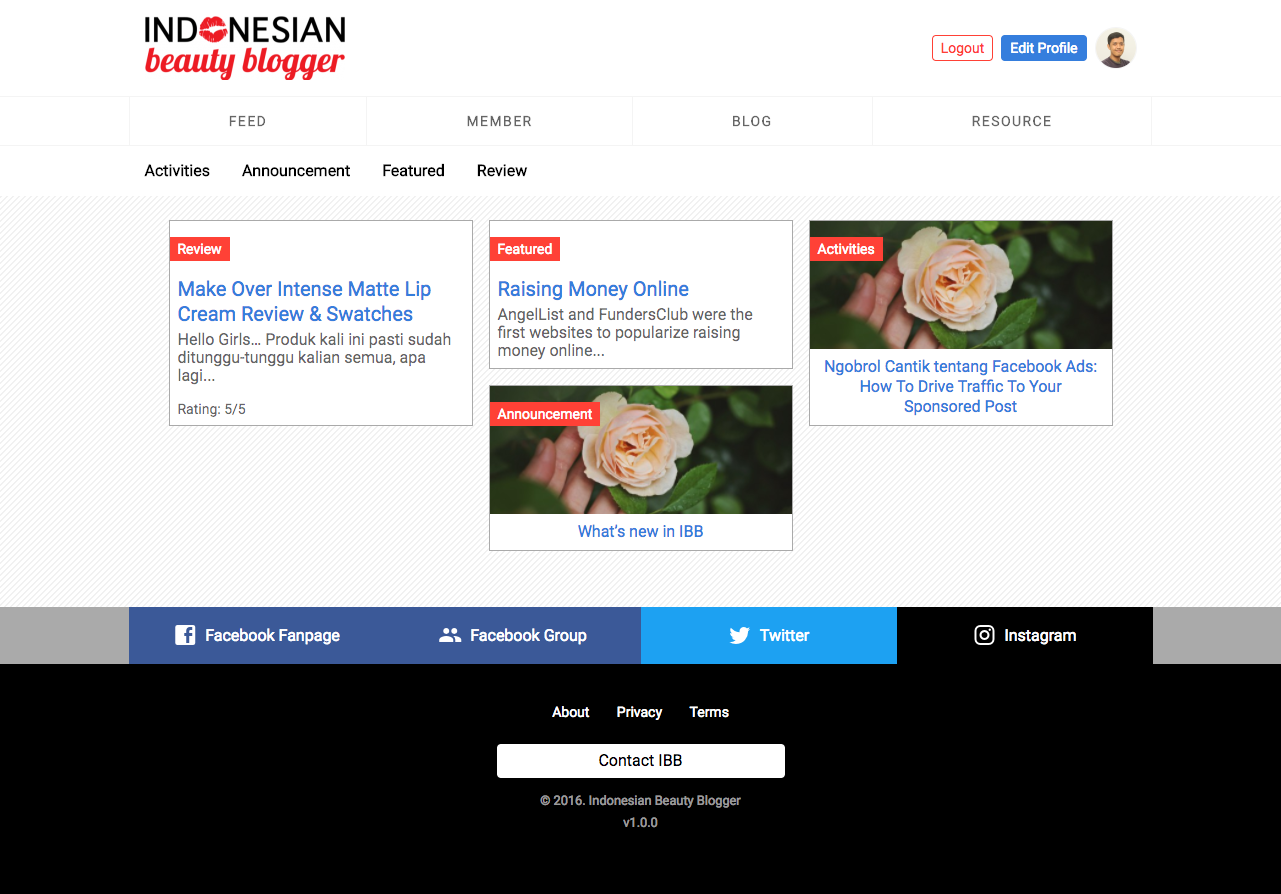 INDONESIAN
beauty blogger
Logout
Edit Profile
FEED
MEMBER
BLOG
RESOURCE
Activities
Announcement
Featured
Review
Review
Make Over Intense Matte Lip
Cream Review & Swatches
Hello Girls… Produk kali ini pasti sudah
ditunggu-tunggu kalian semua, apa
lagi...
Rating: 5/5
Featured
Raising Money Online
AngelList and FundersClub were the
first websites to popularize raising
money online...
Announcement
What's new in IBB
Activities
Ngobrol Cantik tentang Facebook Ads:
How To Drive Traffic To Your
Sponsored Post
Facebook Fanpage
Facebook Group
Twitter
Instagram
About
Privacy
Terms
Contact IBB
© 2016. Indonesian Beauty Blogger
v1.0.0